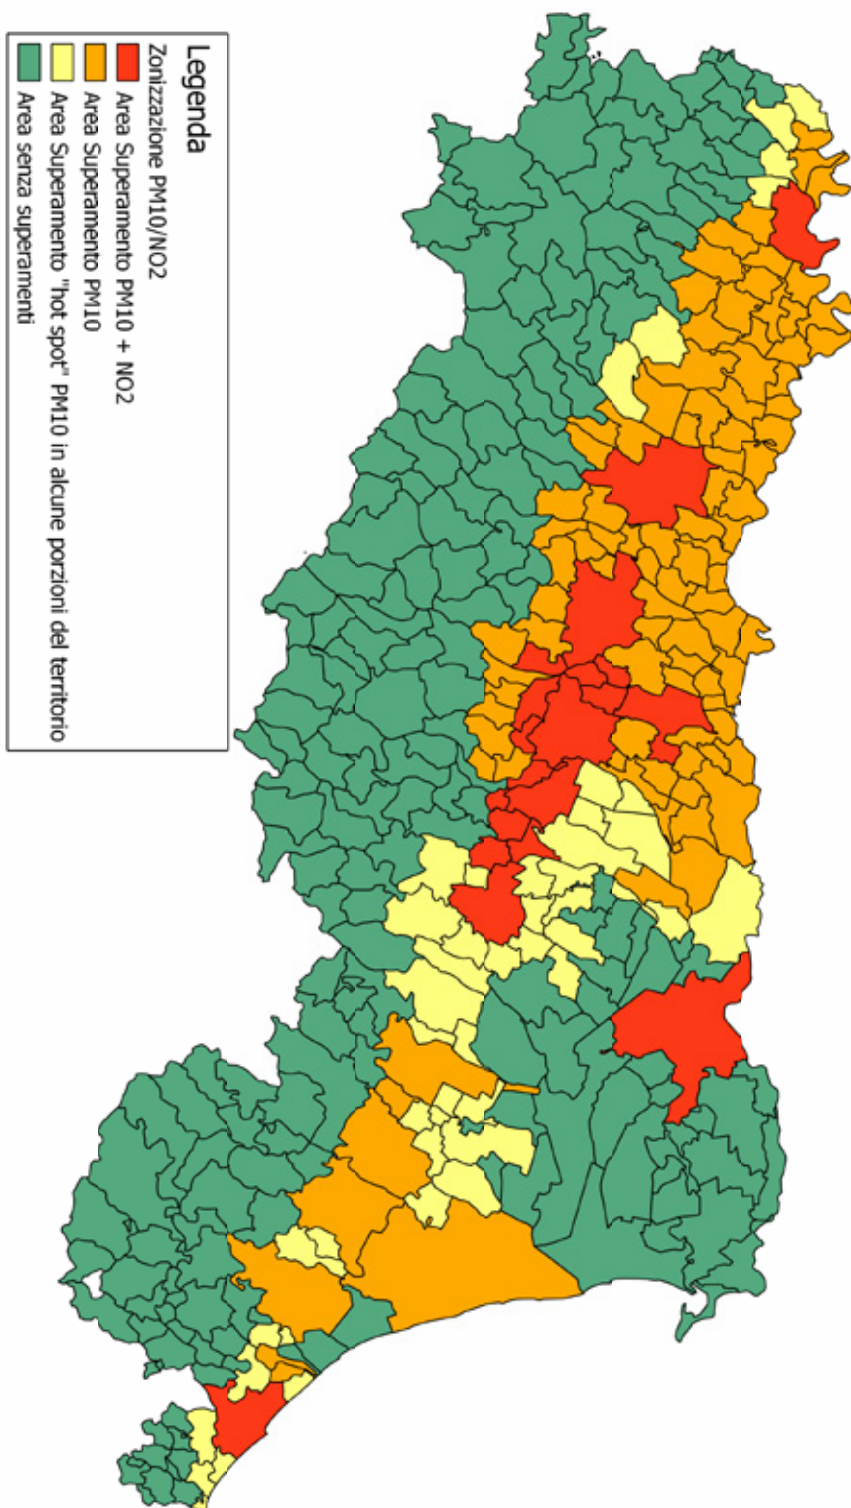 Legenda
Zonizzazione PM10/NO2
Area Superamento PM10 + NO2
Area Superamento PM10
Area Superamento "hot spot" PM10 in alcune porzioni del territorio
Area senza superamenti